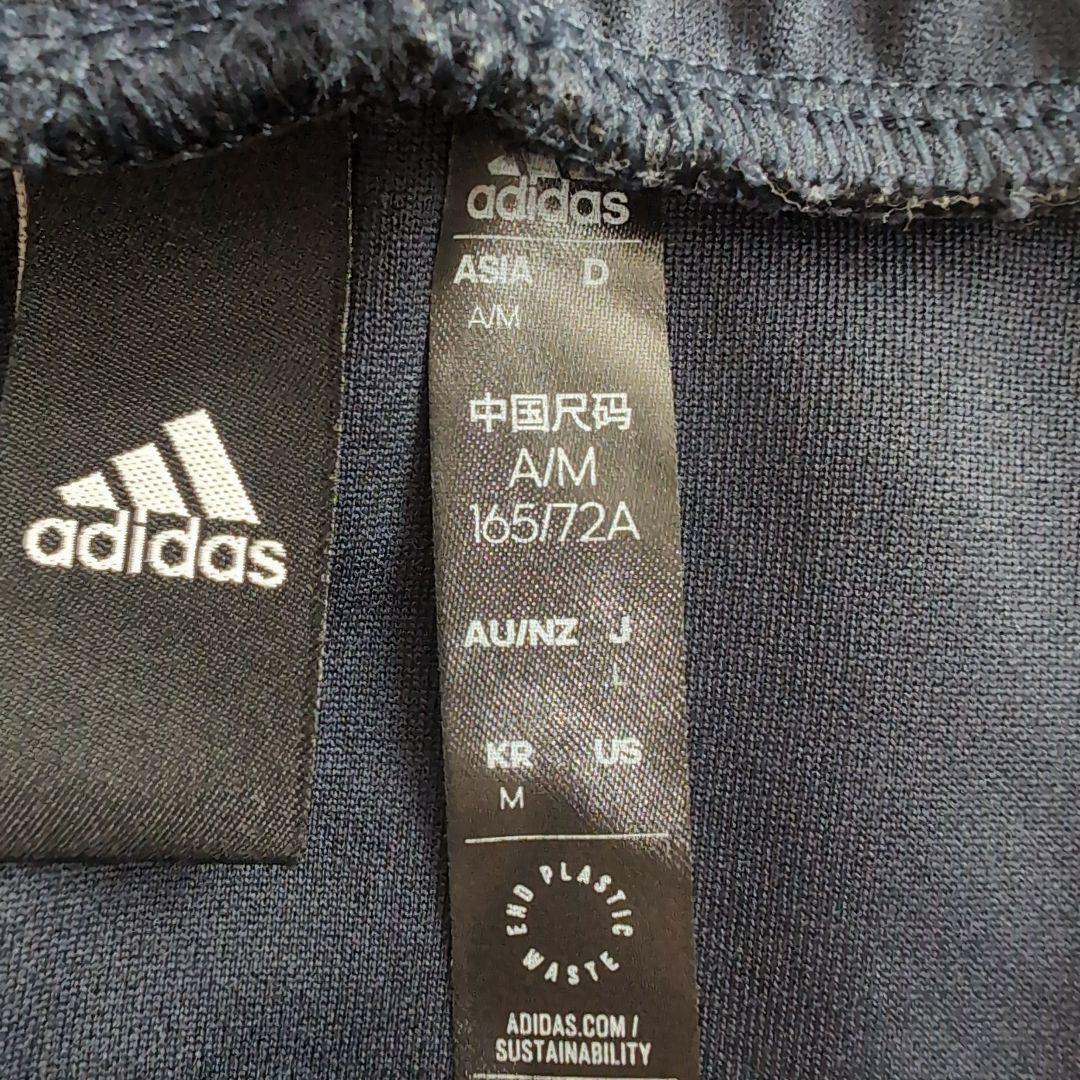 adidas
adidas
ASIA D
A/M
中国尺码
A/M
165/72A
AU/NZ J
L
KR US
M
END PLASTIC WASTE
ADIDAS.COM /
SUSTAINABILITY